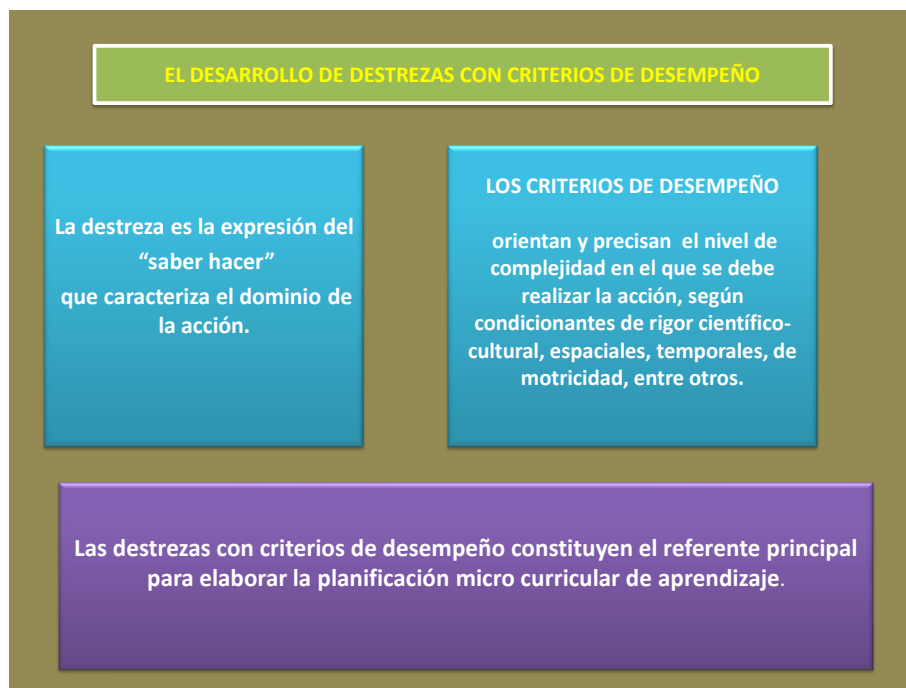 EL DESARROLLO DE DESTREZAS CON CRITERIOS DE DESEMPEÑO
La destreza es la expresión del
“saber hacer”
que caracteriza el dominio de
la acción.
LOS CRITERIOS DE DESEMPEÑO
orientan y precisan el nivel de
complejidad en el que se debe
realizar la acción, según
condicionantes de rigor científico-
cultural, espaciales, temporales, de
motricidad, entre otros.
Las destrezas con criterios de desempeño constituyen el referente principal
para elaborar la planificación micro curricular de aprendizaje.